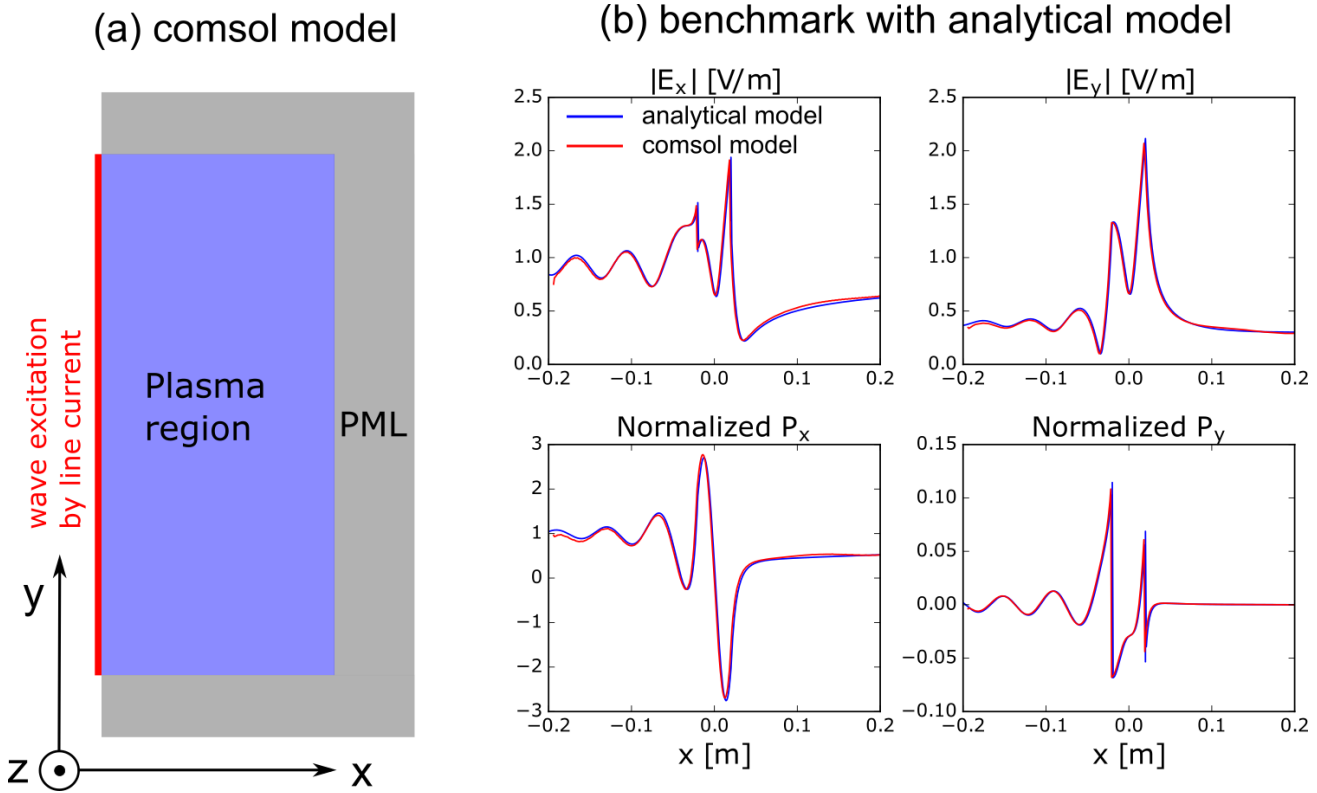 (a) comsol model
wave excitation
by line current
Plasma
region
PML
y
z
x
(b) benchmark with analytical model
|E_x| [V/m]
2.5
2.0
1.5
1.0
0.5
0.0
analytical model
comsol model
−0.2 −0.1 0.0 0.1 0.2
|E_y| [V/m]
2.5
2.0
1.5
1.0
0.5
0.0
−0.2 −0.1 0.0 0.1 0.2
Normalized P_x
3
2
1
0
−1
−2
−3
−0.2 −0.1 0.0 0.1 0.2
x [m]
Normalized P_y
0.15
0.10
0.05
0.00
−0.05
−0.10
−0.2 −0.1 0.0 0.1 0.2
x [m]